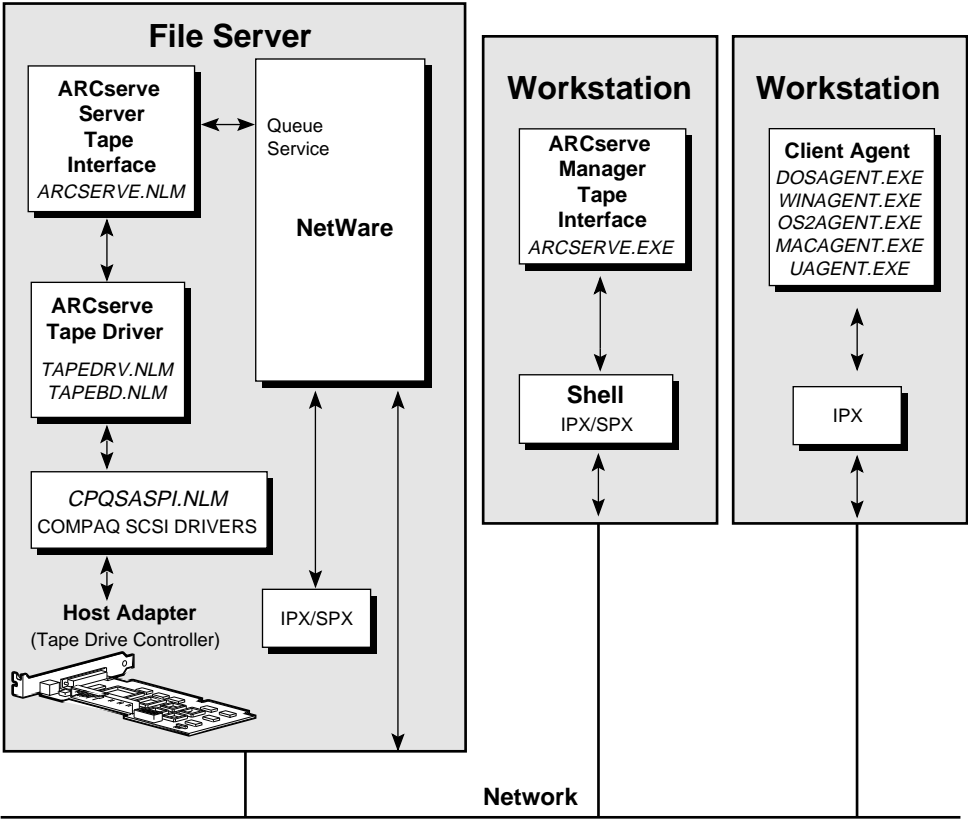 File Server
ARCserve
Server
Tape
Interface
ARCSERVE.NLM
Queue
Service
NetWare
ARCserve
Tape Driver
TAPEDRV.NLM
TAPEBD.NLM
CPQSASPI.NLM
COMPAQ SCSI DRIVERS
Host Adapter
(Tape Drive Controller)
IPX/SPX
Workstation
ARCserve
Manager
Tape
Interface
ARCSERVE.EXE
Shell
IPX/SPX
Workstation
Client Agent
DOSAGENT.EXE
WINAGENT.EXE
OS2AGENT.EXE
MACAGENT.EXE
UAGENT.EXE
IPX
Network